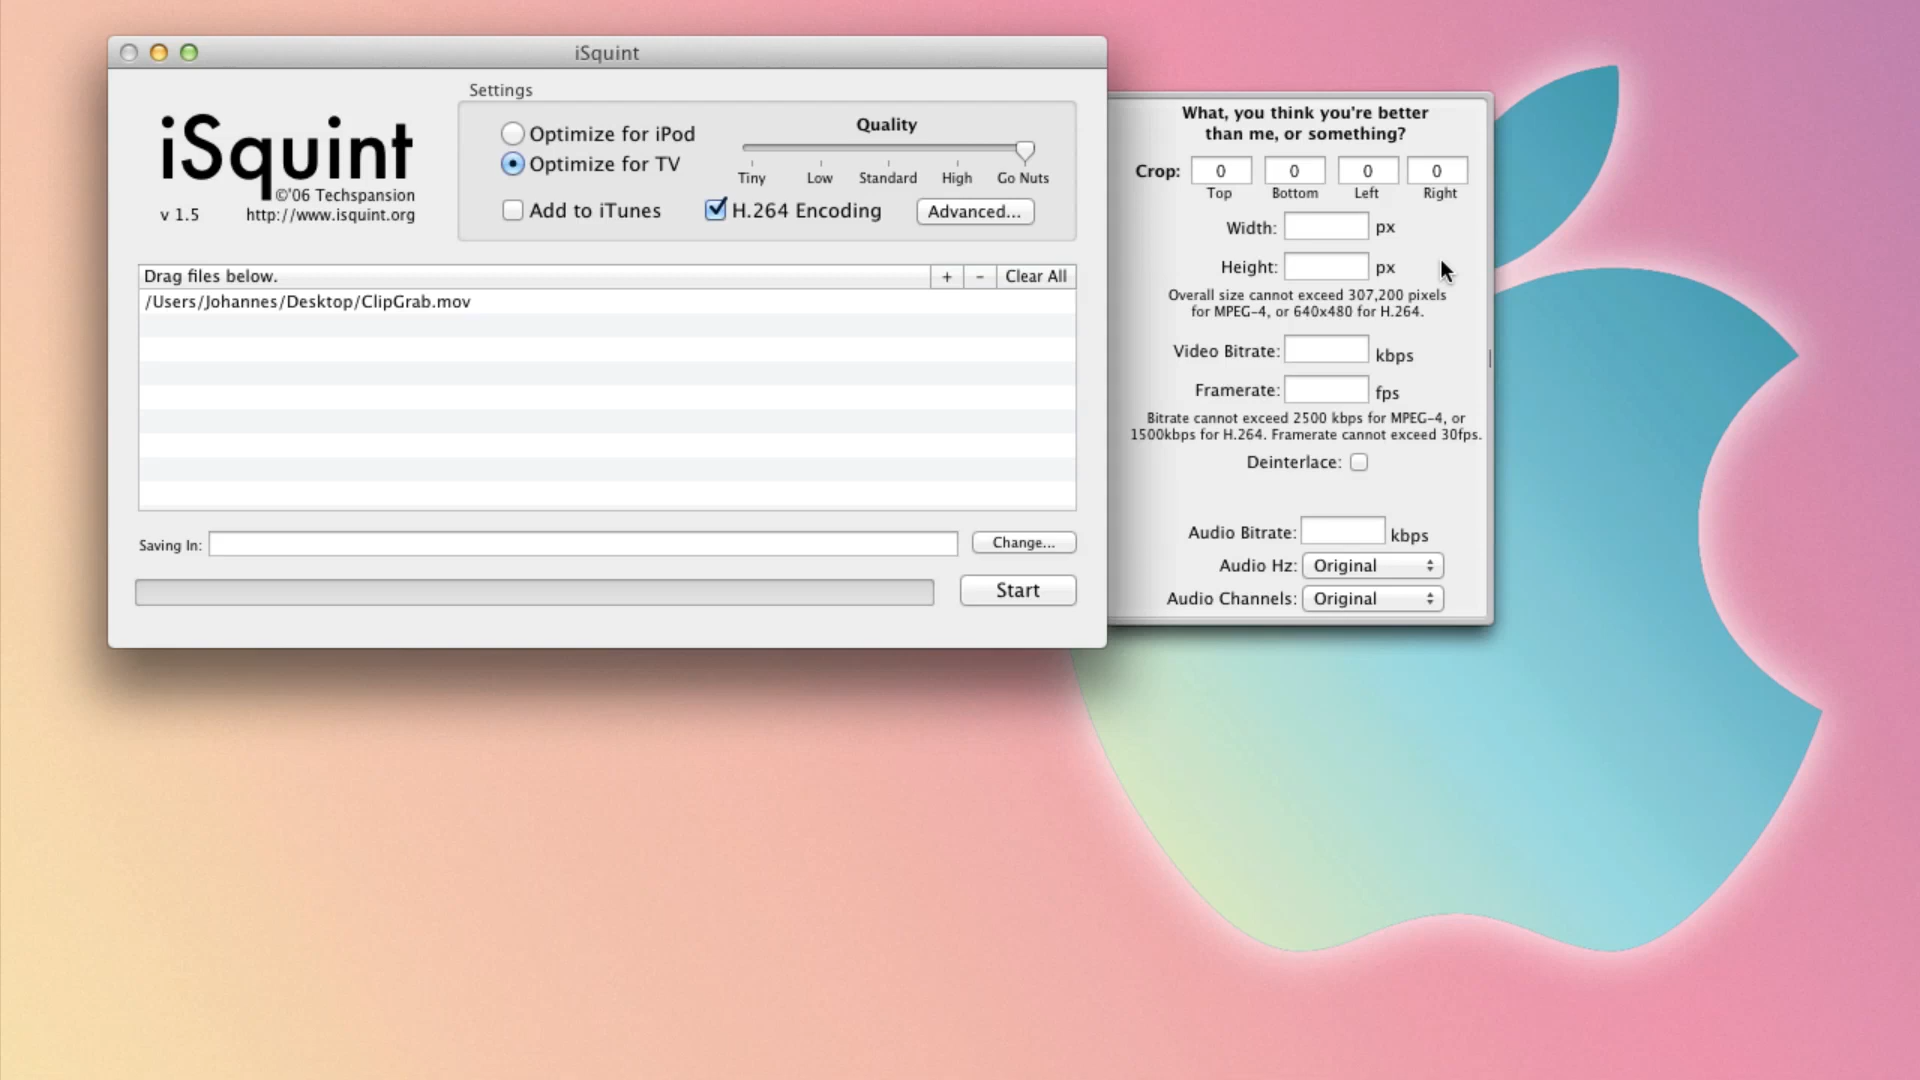 iSquint
Settings
iSquint
©'06 Techspansion
v 1.5
http://www.isquint.org
Optimize for iPod
Optimize for TV
Quality
Tiny Low Standard High Go Nuts
Add to iTunes
H.264 Encoding
Advanced...
Drag files below.
+ - Clear All
/Users/Johannes/Desktop/ClipGrab.mov
Saving In:
Change...
Start
What, you think you're better
than me, or something?
Crop: 0 0 0 0
Top Bottom Left Right
Width: px
Height: px
Overall size cannot exceed 307,200 pixels
for MPEG-4, or 640x480 for H.264.
Video Bitrate: kbps
Framerate: fps
Bitrate cannot exceed 2500 kbps for MPEG-4, or
1500kbps for H.264. Framerate cannot exceed 30fps.
Deinterlace:
Audio Bitrate: kbps
Audio Hz: Original
Audio Channels: Original